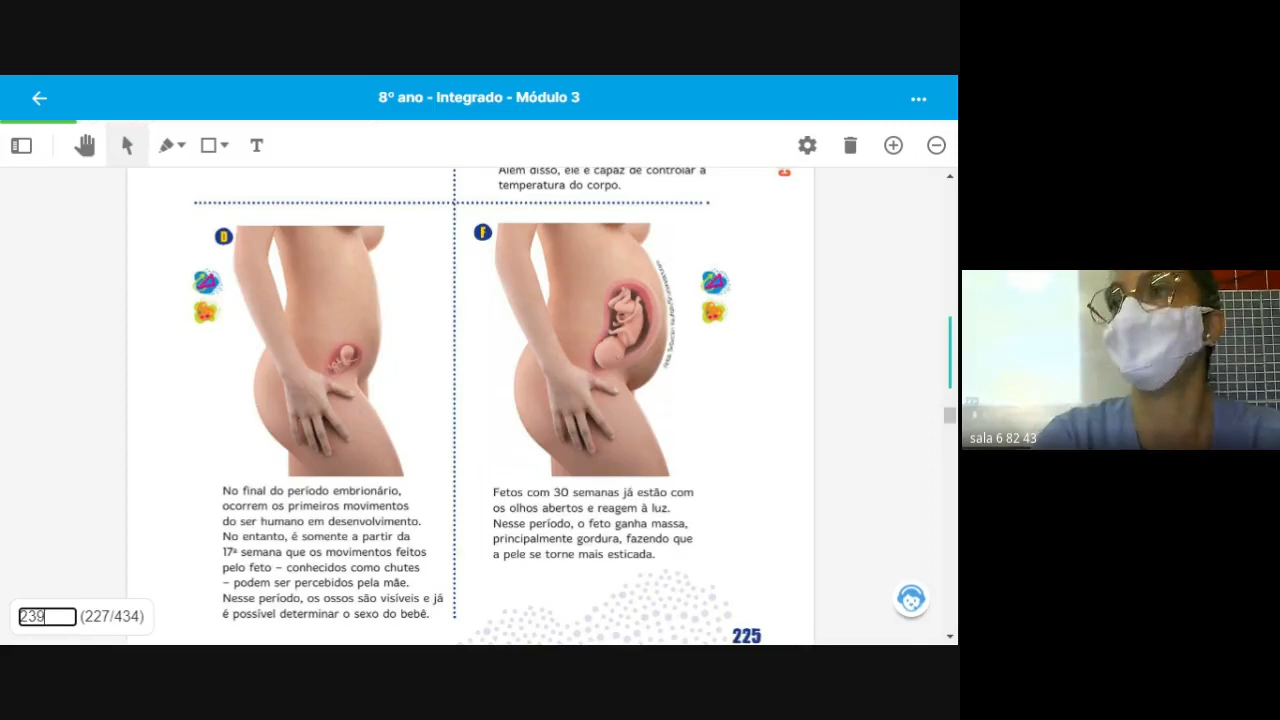 8º ano - Integrado - Módulo 3
T
Além disso, ele é capaz de controlar a
temperatura do corpo.
D
F
No final do período embrionário,
ocorrem os primeiros movimentos
do ser humano em desenvolvimento.
No entanto, é somente a partir da
17ª semana que os movimentos feitos
pelo feto – conhecidos como chutes
– podem ser percebidos pela mãe.
Nesse período, os ossos são visíveis e já
é possível determinar o sexo do bebê.
Fetos com 30 semanas já estão com
os olhos abertos e reagem à luz.
Nesse período, o feto ganha massa,
principalmente gordura, fazendo que
a pele se torne mais esticada.
225
239 (227/434)
sala 6 82 43